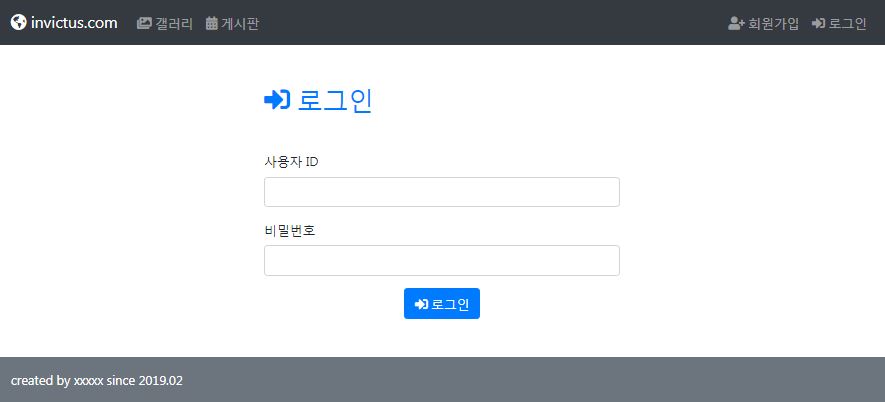 invictus.com 갤러리 게시판 회원가입 로그인
로그인
사용자 ID
비밀번호
로그인
created by xxxxx since 2019.02